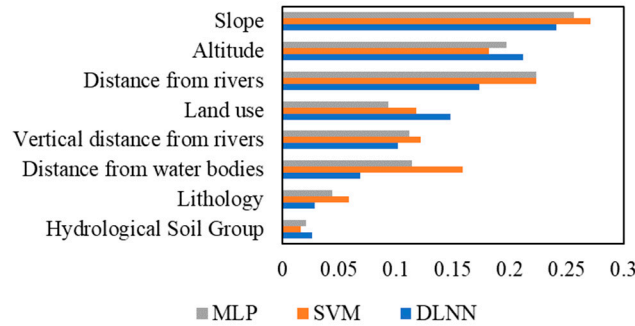 Slope
Altitude
Distance from rivers
Land use
Vertical distance from rivers
Distance from water bodies
Lithology
Hydrological Soil Group
0 0.05 0.1 0.15 0.2 0.25 0.3
MLP SVM DLNN